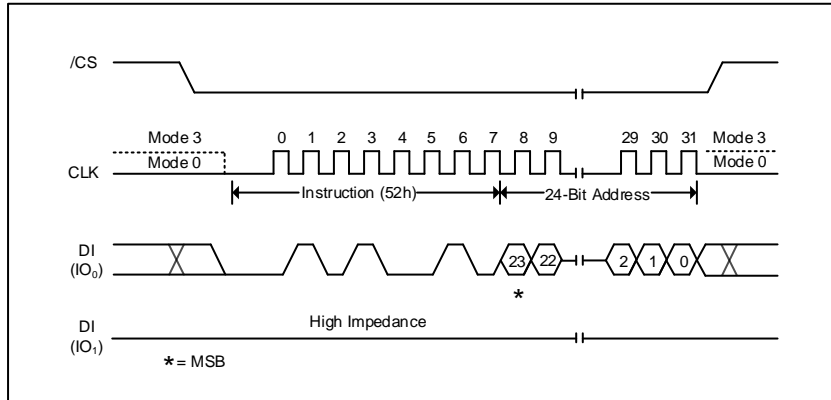 /CS
Mode 3
Mode 0
CLK
0 1 2 3 4 5 6 7 8 9 29 30 31
Mode 3
Mode 0
Instruction (52h)
24-Bit Address
DI
(IO0)
23 22 2 1 0
*
High Impedance
DI
(IO1)
* = MSB